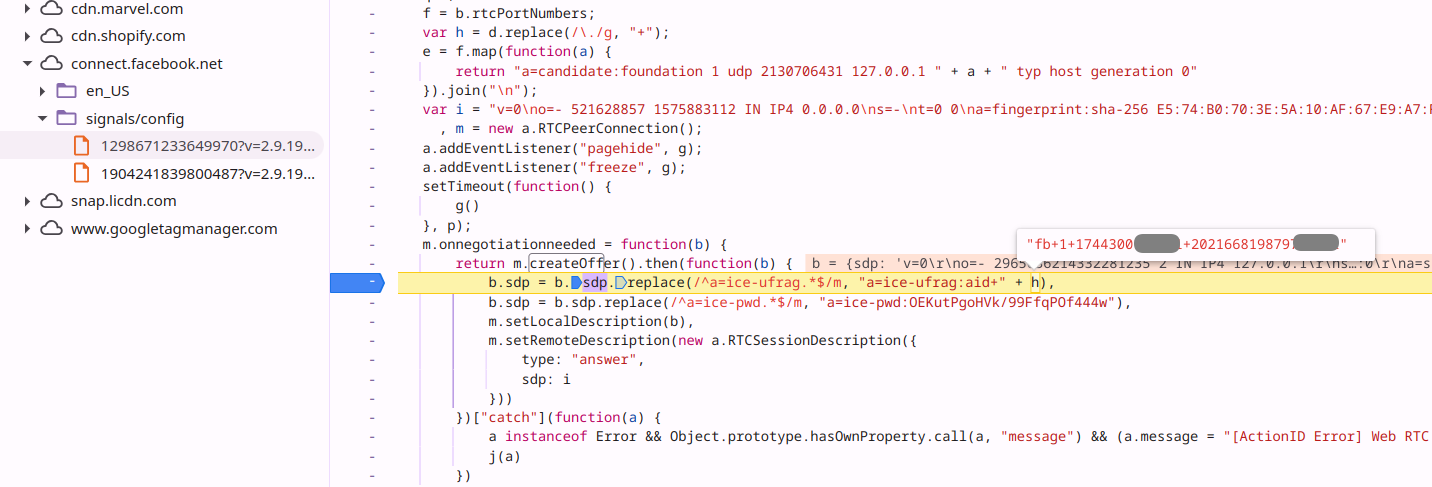 cdn.marvel.com
cdn.shopify.com
connect.facebook.net
en_US
signals/config
1298671233649970?v=2.9.19...
1904241839800487?v=2.9.19...
snap.licdn.com
www.googletagmanager.com
f = b.rtcPortNumbers;
var h = d.replace(/\./g, "+");
e = f.map(function(a) {
return "a=candidate:foundation 1 udp 2130706431 127.0.0.1 " + a + " typ host generation 0"
}).join("\n");
var i = "v=0\no=- 521628857 1575883112 IN IP4 0.0.0.0\ns=-\nt=0 0\na=fingerprint:sha-256 E5:74:B0:70:3E:5A:10:AF:67:E9:A7:
, m = new a.RTCPeerConnection();
a.addEventListener("pagehide", g);
a.addEventListener("freeze", g);
setTimeout(function() {
g()
}, p);
m.onnegotiationneeded = function(b) {
"fb+1+1744300 +202166819879 "
return m.createOffer().then(function(b) { b = {sdp: 'v=0\r\no=- 2 IN IP4 127.0.0.1\r\ns…:0\r\na=s
b.sdp = b.sdp.replace(/^a=ice-ufrag.*$/m, "a=ice-ufrag:aid+" + h),
b.sdp = b.sdp.replace(/^a=ice-pwd.*$/m, "a=ice-pwd:OEKutPgoHVk/99FfqPOf444w"),
m.setLocalDescription(b),
m.setRemoteDescription(new a.RTCSessionDescription({
type: "answer",
sdp: i
}))
})["catch"](function(a) {
a instanceof Error && Object.prototype.hasOwnProperty.call(a, "message") && (a.message = "[ActionID Error] Web RTC
j(a)
})